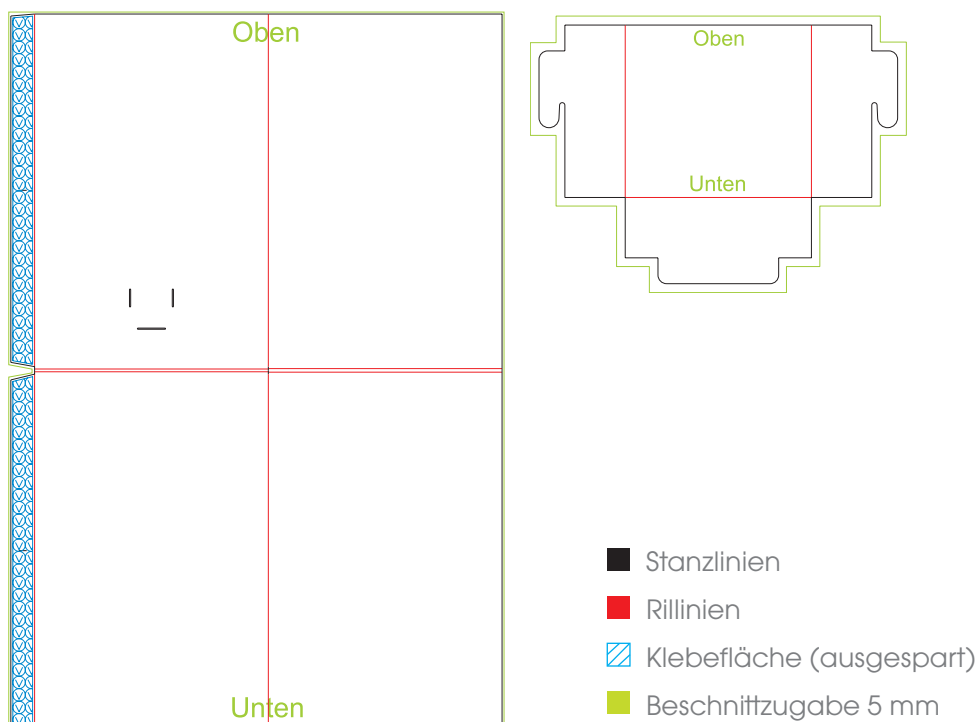 Oben
Unten
Oben
Unten
Stanzlinien
Rillinien
Klebefläche (ausgespart)
Beschnittzugabe 5 mm